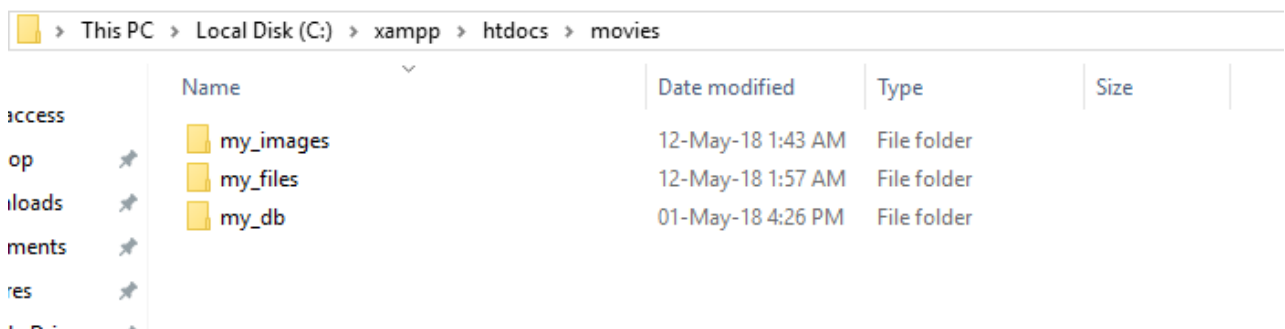 This PC > Local Disk (C:) > xampp > htdocs > movies
Name Date modified Type Size
access
my_images 12-May-18 1:43 AM File folder
op
my_files 12-May-18 1:57 AM File folder
nloads
my_db 01-May-18 4:26 PM File folder
ments
res